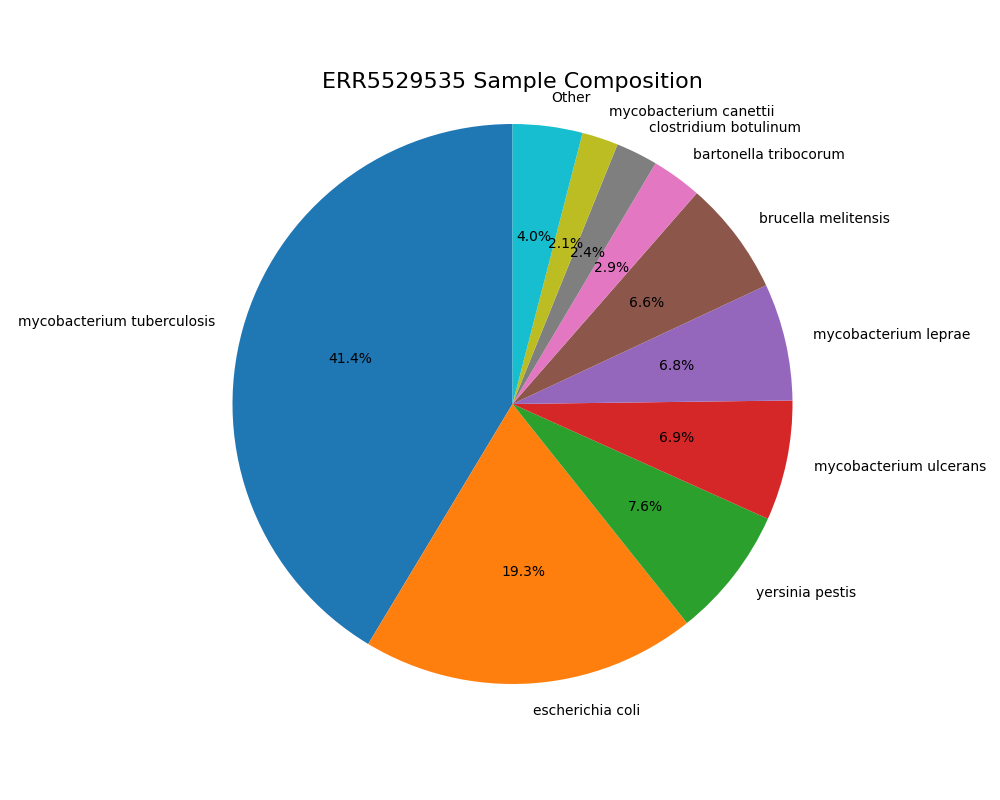 ERR5529535 Sample Composition
Other
mycobacterium canettii
clostridium botulinum
bartonella tribocorum
brucella melitensis
mycobacterium leprae
mycobacterium ulcerans
yersinia pestis
escherichia coli
mycobacterium tuberculosis
4.0%
2.1%
2.4%
2.9%
6.6%
6.8%
6.9%
7.6%
19.3%
41.4%